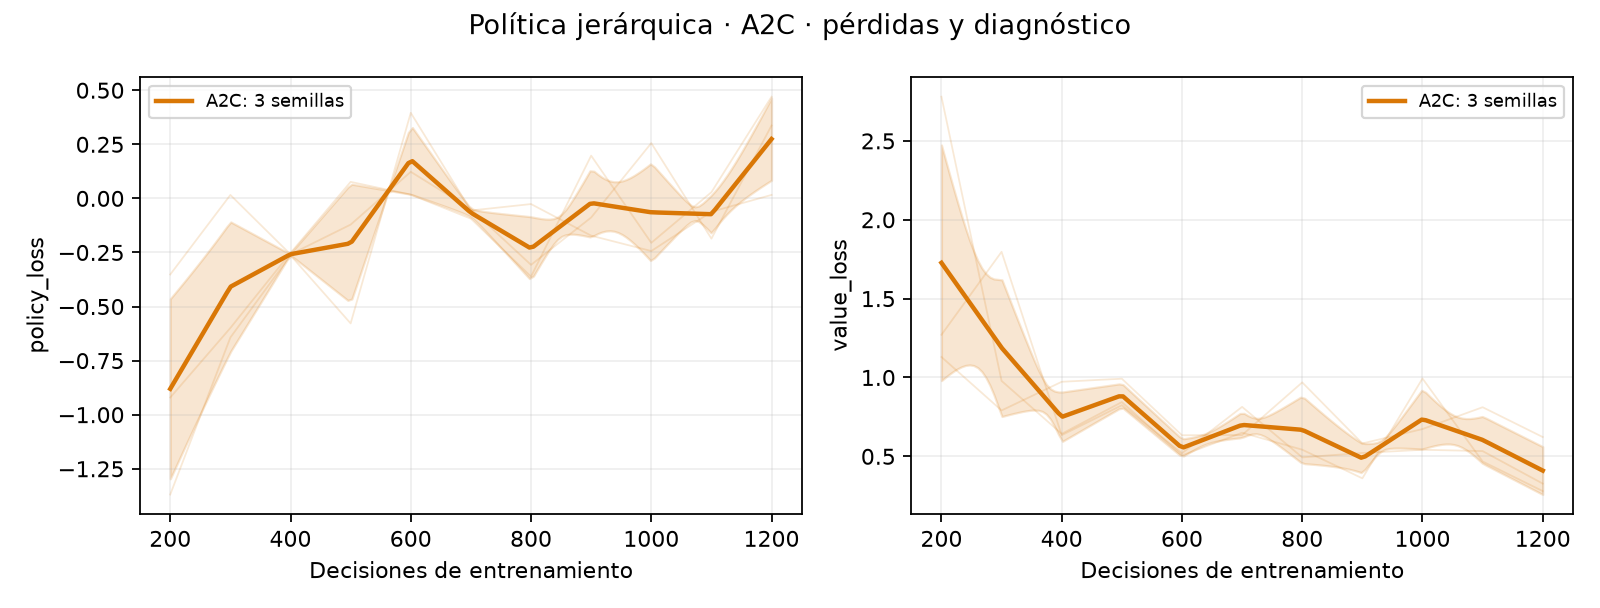 Política jerárquica · A2C · pérdidas y diagnóstico
A2C: 3 semillas
policy_loss
0.50
0.25
0.00
−0.25
−0.50
−0.75
−1.00
−1.25
200 400 600 800 1000 1200
Decisiones de entrenamiento
A2C: 3 semillas
value_loss
2.5
2.0
1.5
1.0
0.5
200 400 600 800 1000 1200
Decisiones de entrenamiento